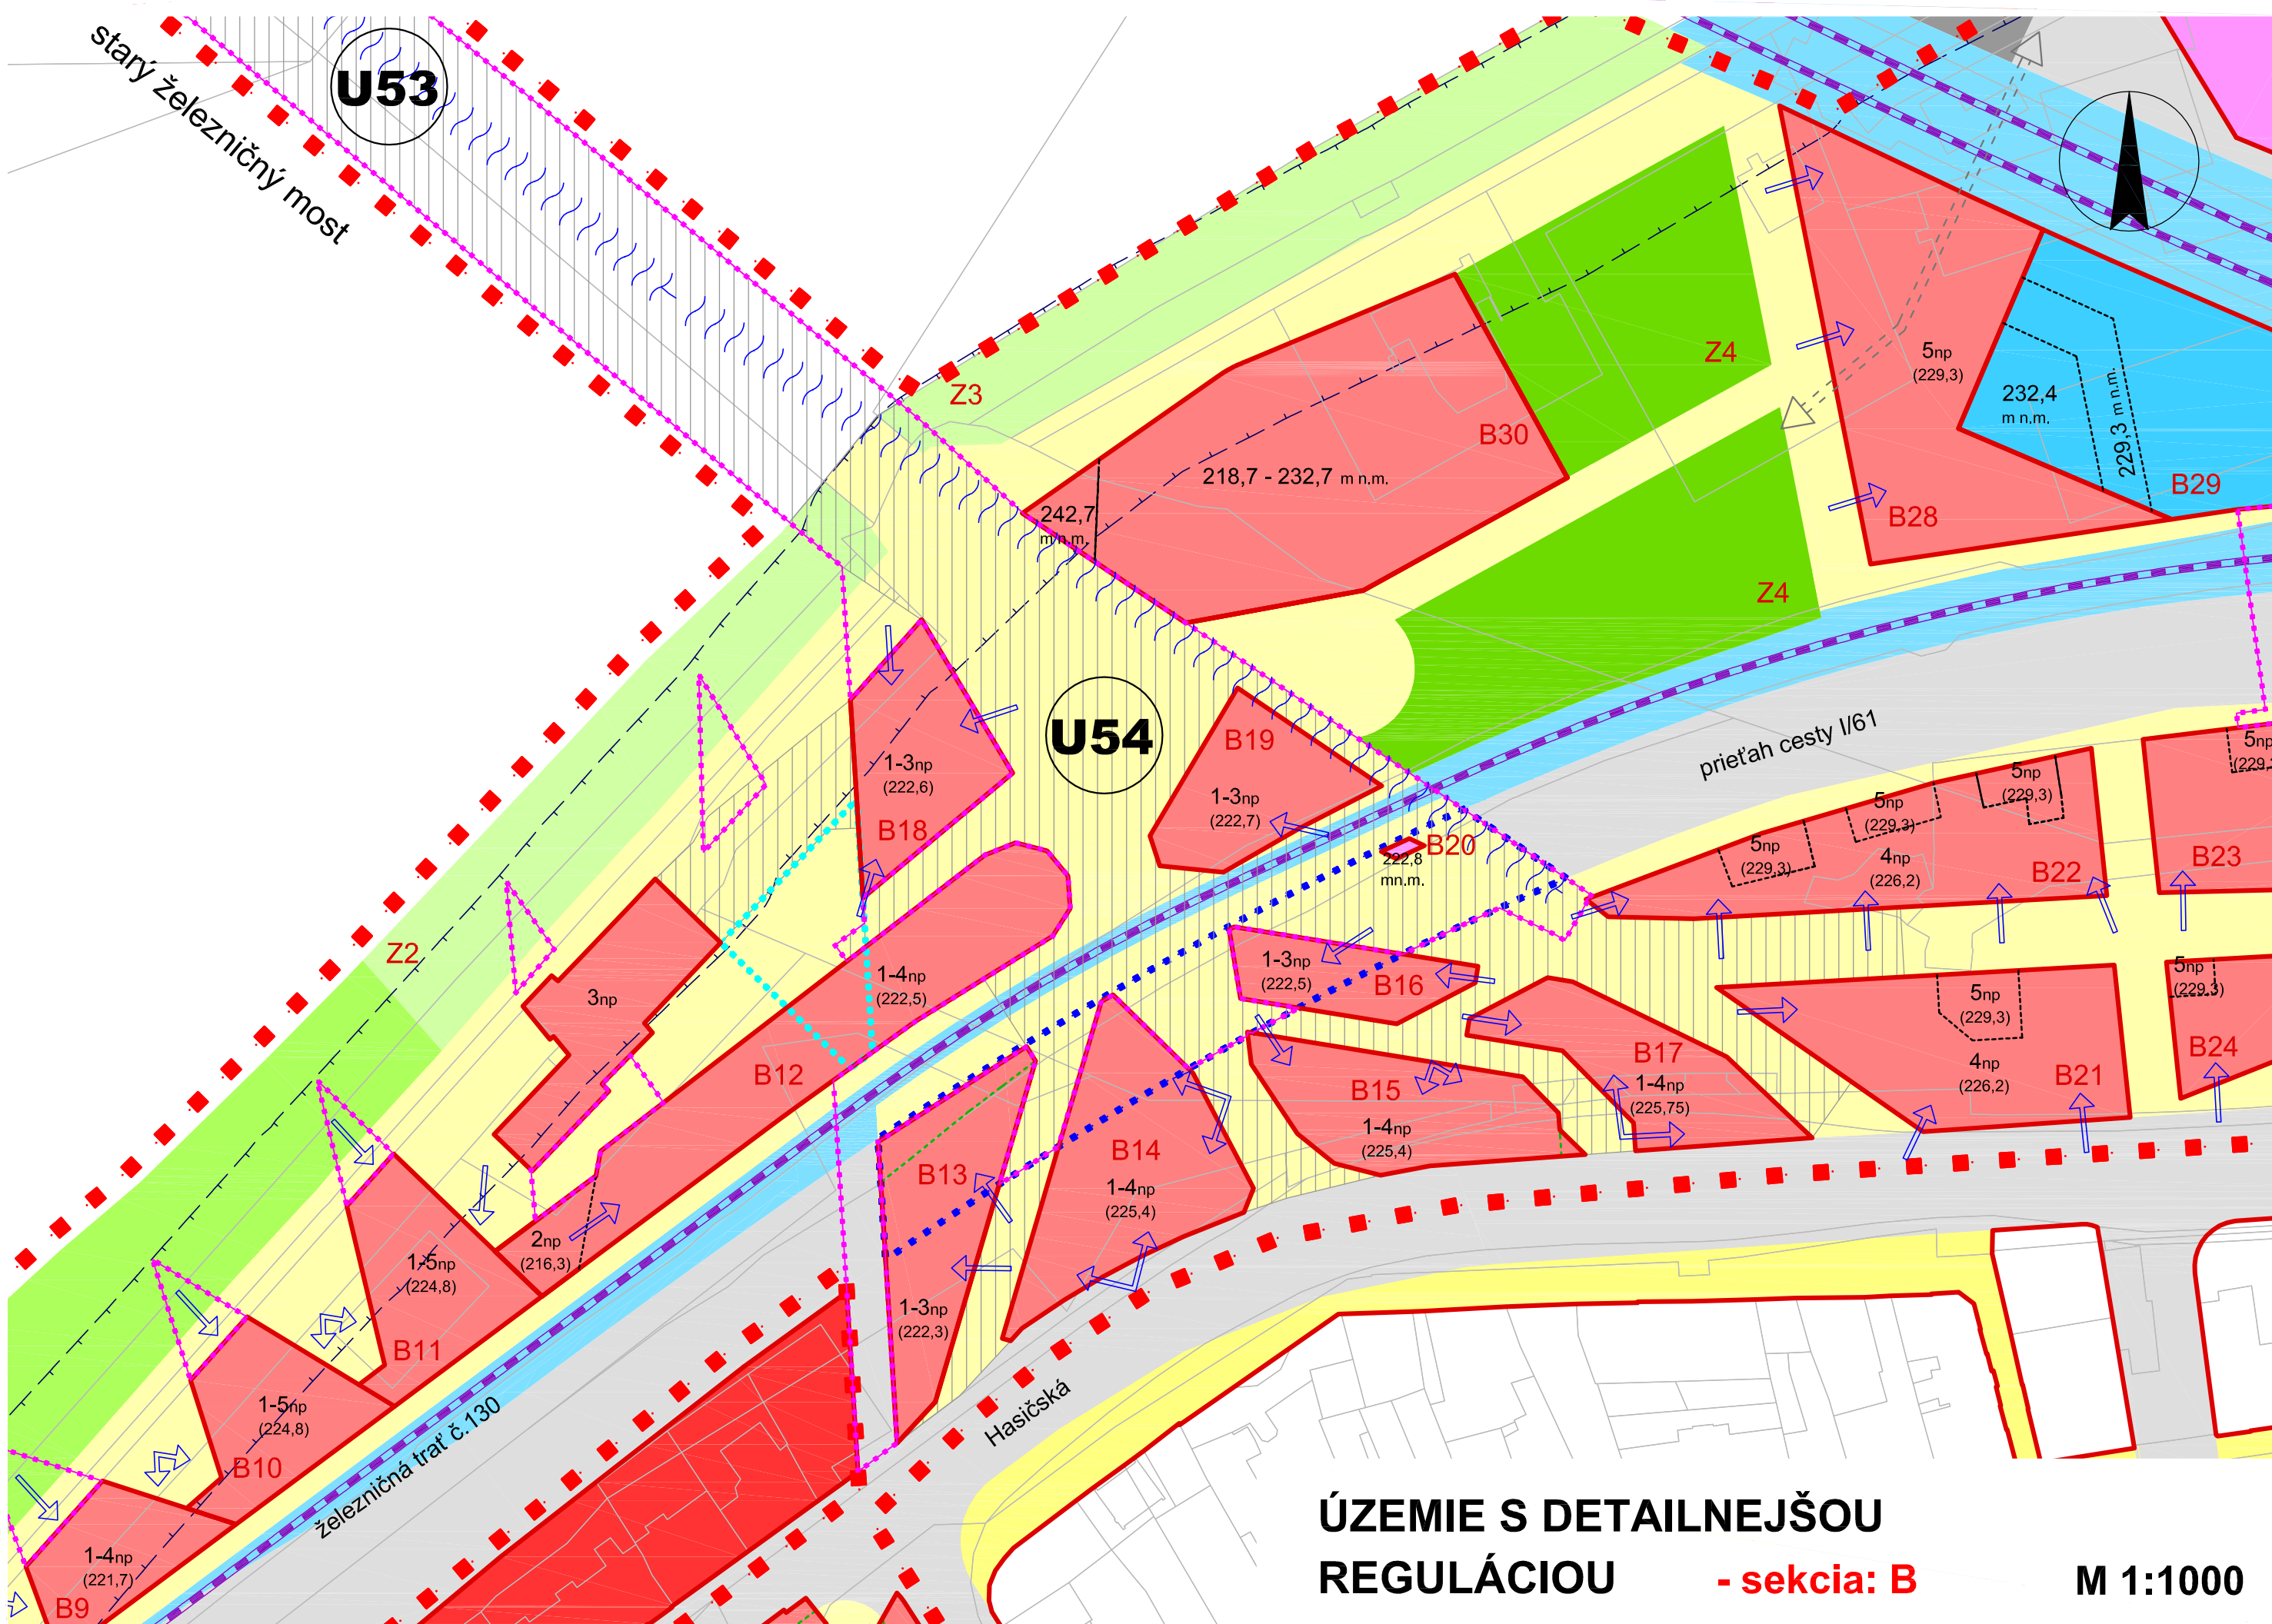 U53
starý železničný most
Z3
Z4
B30
218,7 - 232,7 m n.m.
242,7
m n.m.
5np
(229,3)
232,4
m n.m.
229,3 m n.m.
B29
B28
Z4
U54
B19
1-3np
(222,7)
1-3np
(222,6)
B18
prieťah cesty I/61
B20
222,8
mn.m.
5np
(229,3)
5np
(229,3)
5np
(229,3)
4np
(226,2)
B22
5np
B23
Z2
3np
1-4np
(222,5)
B12
1-3np
(222,5)
B16
5np
(229,3)
4np
(226,2)
B21
5np
(229,3)
B24
B17
1-4np
(225,75)
B15
1-4np
(225,4)
B14
1-4np
(225,4)
B13
1-3np
(222,3)
2np
(216,3)
1-5np
(224,8)
B11
1-5np
(224,8)
B10
železničná trať č.130
Hasičská
1-4np
(221,7)
B9
ÚZEMIE S DETAILNEJŠOU
REGULÁCIOU - sekcia: B M 1:1000